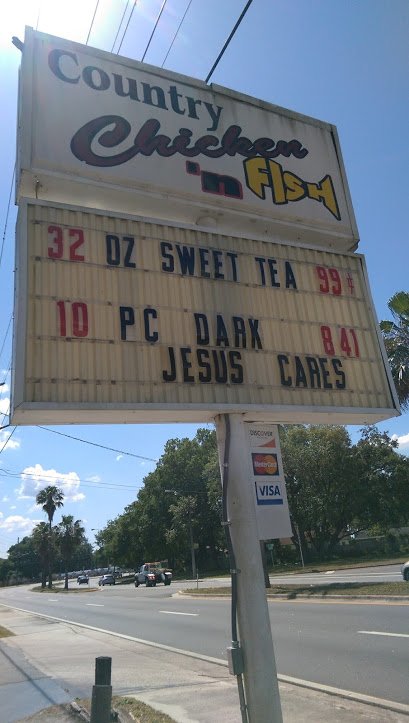 Country
Chicken
'n FISH
32 OZ SWEET TEA 99¢
10 PC DARK 841
JESUS CARES
DISCOVER
MasterCard
VISA